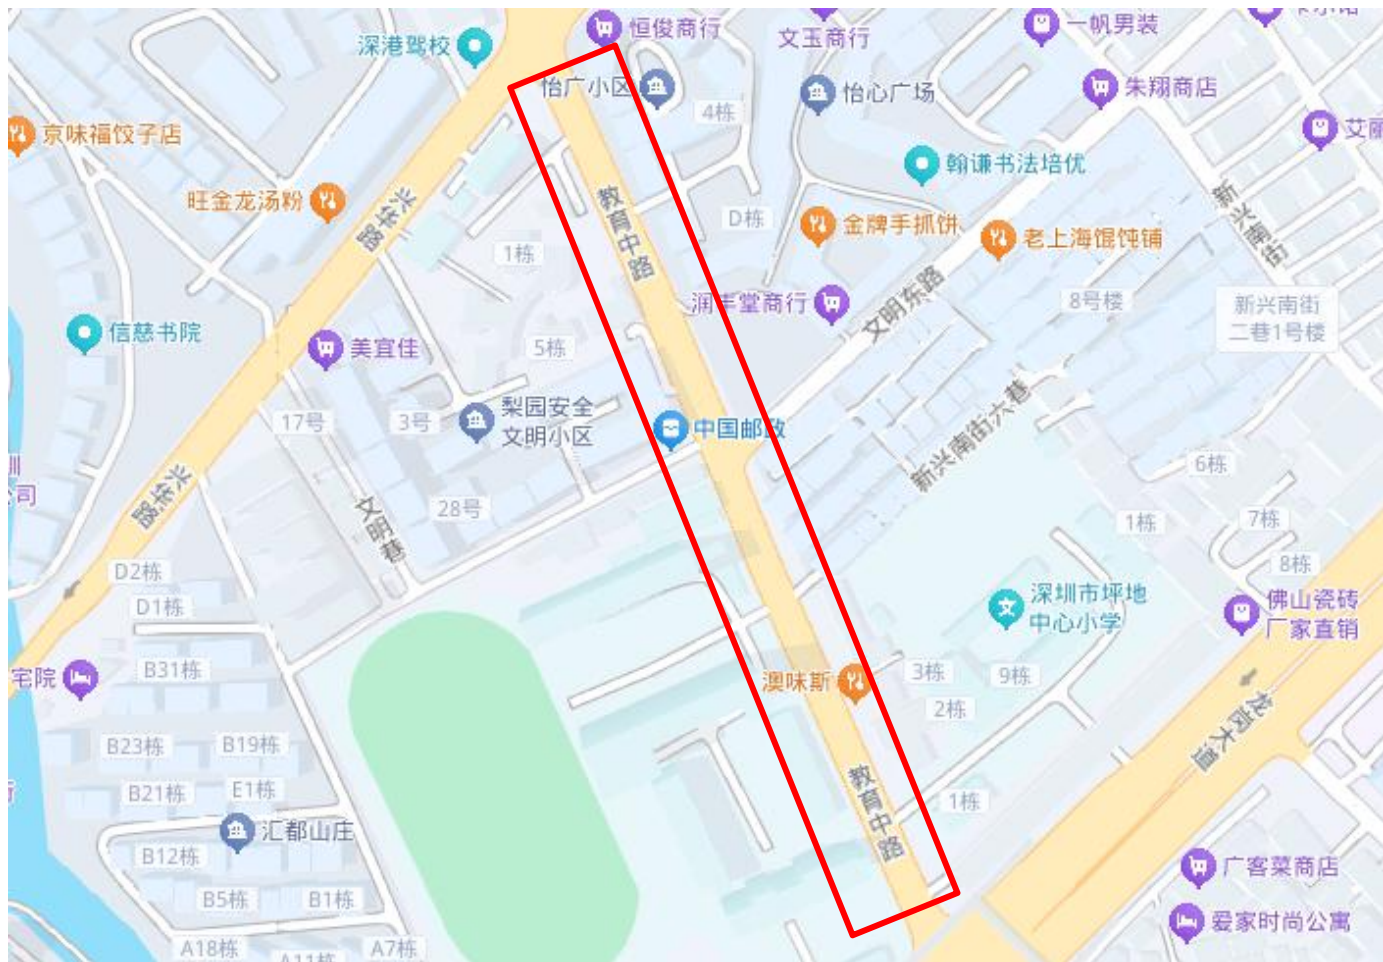 恒俊商行
文玉商行
一帆男装
深港驾校
怡广小区
怡心广场
朱翔商店
4栋
京味福饺子店
翰谦书法培优
旺金龙汤粉
兴华路
教育中路
D栋
金牌手抓饼
老上海馄饨铺
新兴南街
1栋
润丰堂商行
文明东路
8号楼
新兴南街
二巷1号楼
信慈书院
美宜佳
5栋
17号
3号
梨园安全
文明小区
中国邮政
新兴南街六巷
6栋
兴华路
公司
28号
文明巷
1栋
7栋
8栋
D2栋
D1栋
深圳市坪地
中心小学
佛山瓷砖
厂家直销
宅院
B31栋
澳味斯
3栋
9栋
2栋
龙岗大道
B23栋
B19栋
B21栋
E1栋
教育中路
1栋
汇都山庄
B12栋
广客菜商店
B5栋
B1栋
爱家时尚公寓
A18栋
A11栋
A7栋